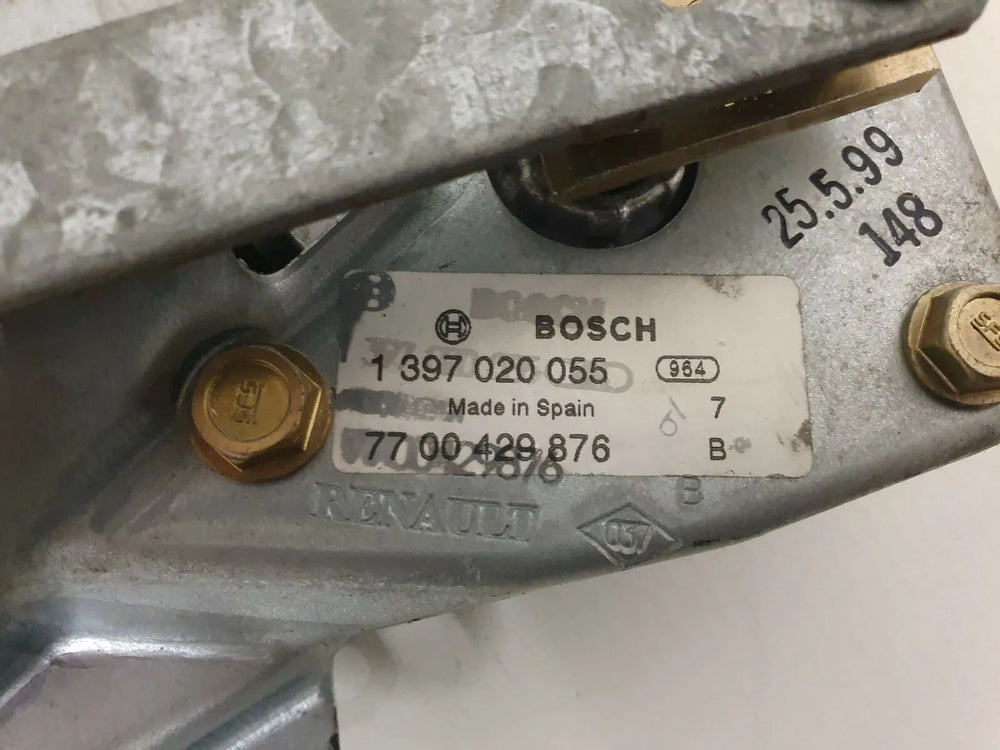 25.5.99
148
BOSCH
1 397 020 055 964
Made in Spain 7
77 00 429 876 B
B
RENAULT 037